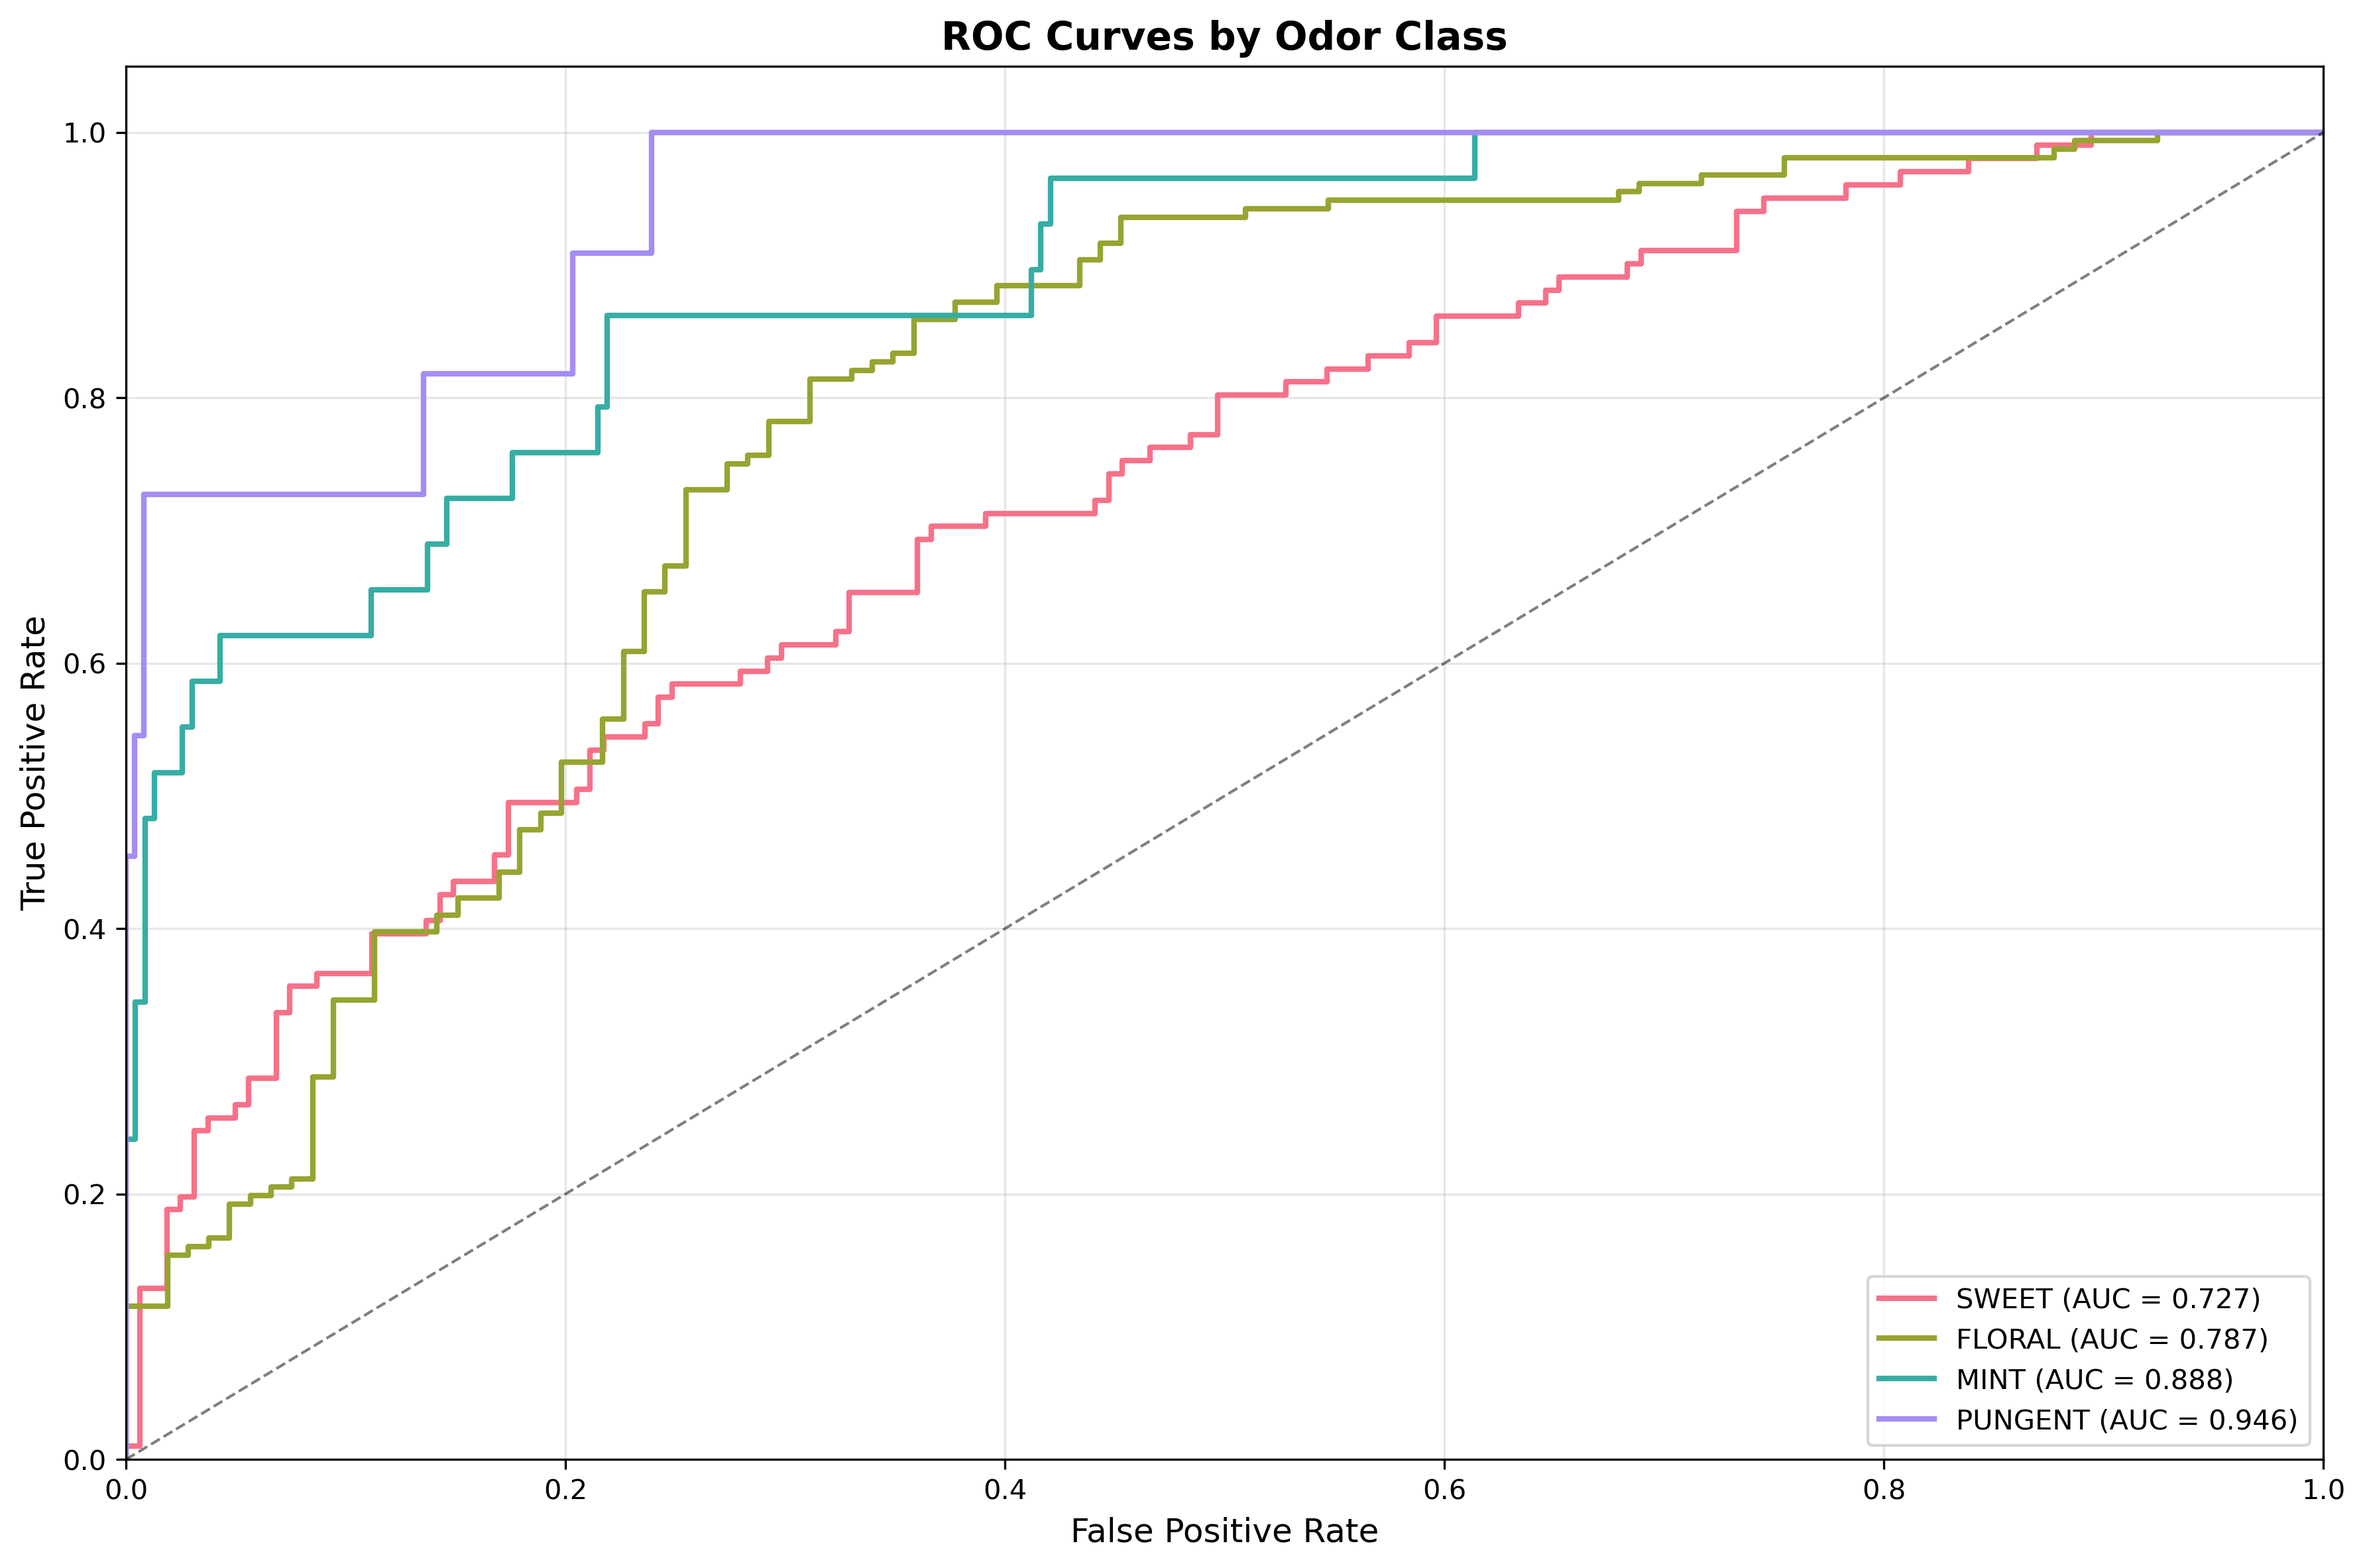 ROC Curves by Odor Class
True Positive Rate
1.0
0.8
0.6
0.4
0.2
0.0
0.0 0.2 0.4 0.6 0.8 1.0
False Positive Rate
SWEET (AUC = 0.727)
FLORAL (AUC = 0.787)
MINT (AUC = 0.888)
PUNGENT (AUC = 0.946)